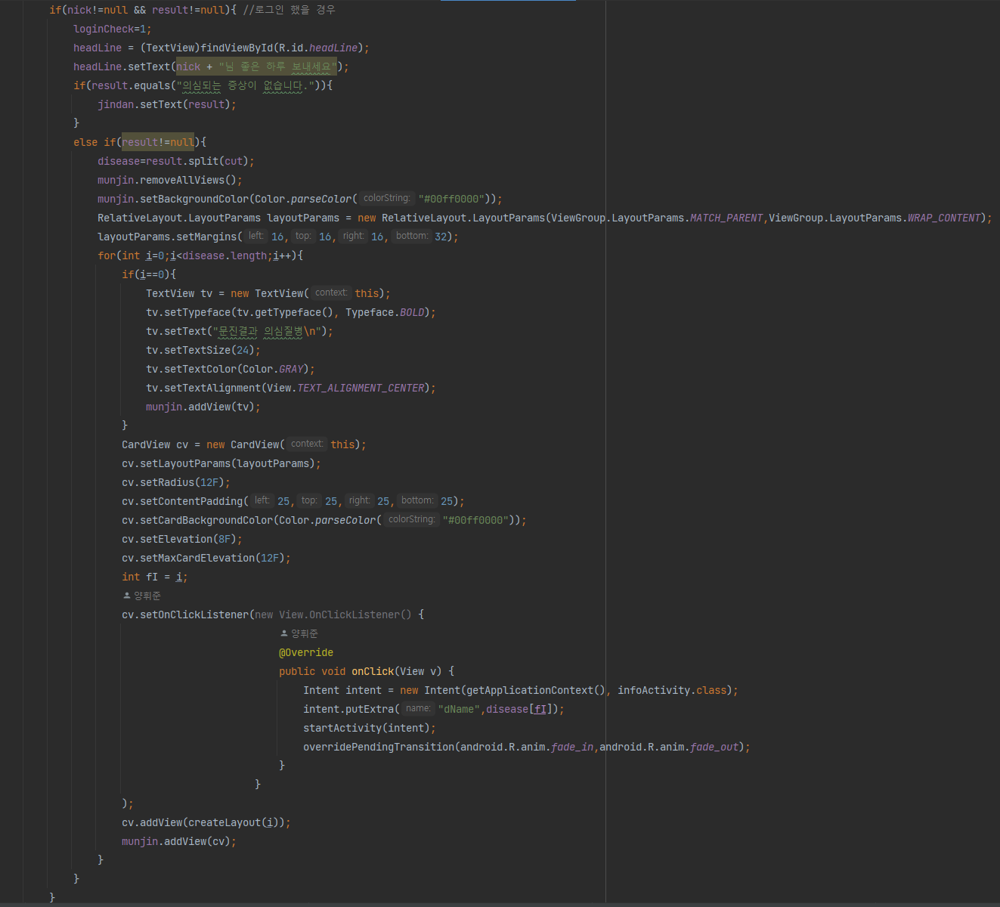 if(nick!=null && result!=null){ //로그인 했을 경우
loginCheck=1;
headLine = (TextView)findViewById(R.id.headLine);
headLine.setText(nick + "님 좋은 하루 보내세요");
if(result.equals("의심되는 증상이 없습니다.")){
jindan.setText(result);
}
else if(result!=null){
disease=result.split(cut);
munjin.removeAllViews();
munjin.setBackgroundColor(Color.parseColor( colorString: "#00ff0000"));
RelativeLayout.LayoutParams layoutParams = new RelativeLayout.LayoutParams(ViewGroup.LayoutParams.MATCH_PARENT,ViewGroup.LayoutParams.WRAP_CONTENT);
layoutParams.setMargins( left: 16, top: 16, right: 16, bottom: 32);
for(int i=0;i<disease.length;i++){
if(i==0){
TextView tv = new TextView( context: this);
tv.setTypeface(tv.getTypeface(), Typeface.BOLD);
tv.setText("문진결과 의심질병\n");
tv.setTextSize(24);
tv.setTextColor(Color.GRAY);
tv.setTextAlignment(View.TEXT_ALIGNMENT_CENTER);
munjin.addView(tv);
}
CardView cv = new CardView( context: this);
cv.setLayoutParams(layoutParams);
cv.setRadius(12F);
cv.setContentPadding( left: 25, top: 25, right: 25, bottom: 25);
cv.setCardBackgroundColor(Color.parseColor( colorString: "#00ff0000"));
cv.setElevation(8F);
cv.setMaxCardElevation(12F);
int fI = i;
양휘준
cv.setOnClickListener(new View.OnClickListener() {
양휘준
@Override
public void onClick(View v) {
Intent intent = new Intent(getApplicationContext(), infoActivity.class);
intent.putExtra( name: "dName",disease[fI]);
startActivity(intent);
overridePendingTransition(android.R.anim.fade_in,android.R.anim.fade_out);
}
}
);
cv.addView(createLayout(i));
munjin.addView(cv);
}
}
}